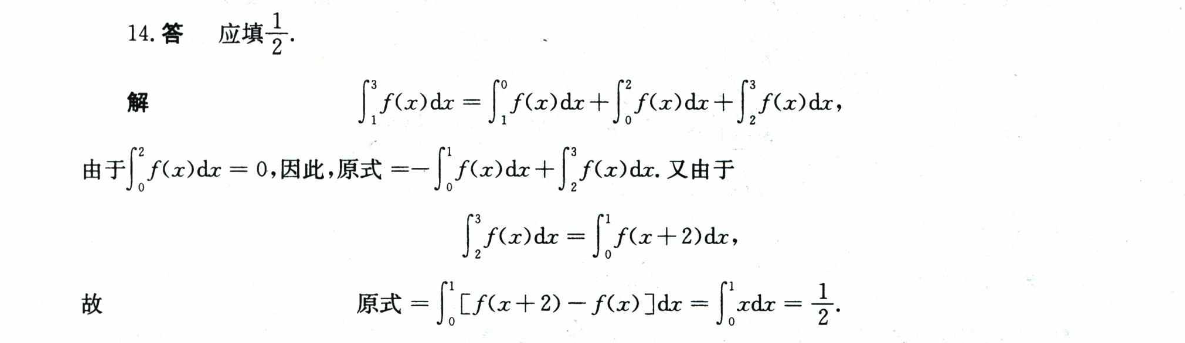 14. 答 应填$\frac{1}{2}$.
解 $\int_1^3 f(x)\mathrm{d}x = \int_1^0 f(x)\mathrm{d}x + \int_0^2 f(x)\mathrm{d}x + \int_2^3 f(x)\mathrm{d}x$,
由于$\int_0^2 f(x)\mathrm{d}x = 0$,因此,原式 $= -\int_0^1 f(x)\mathrm{d}x + \int_2^3 f(x)\mathrm{d}x$. 又由于
$\int_2^3 f(x)\mathrm{d}x = \int_0^1 f(x+2)\mathrm{d}x$,
故 原式 $= \int_0^1 [f(x+2) - f(x)]\mathrm{d}x = \int_0^1 x\mathrm{d}x = \frac{1}{2}$.